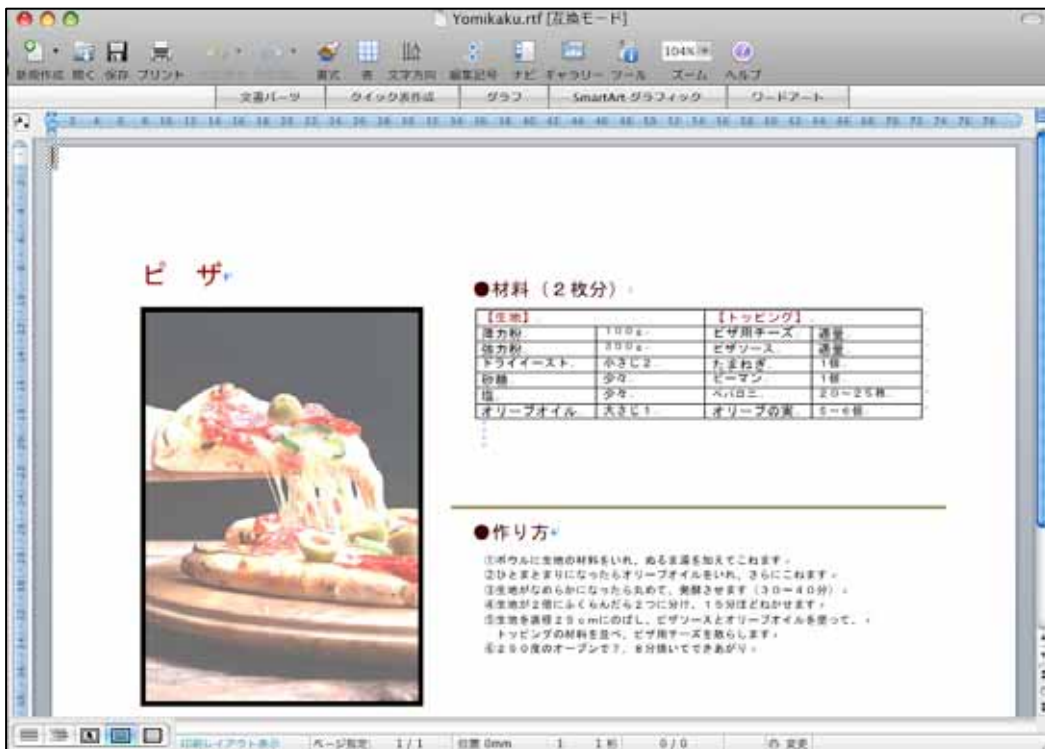 Yomikaku.rtf [互換モード]
新規作成 開く 保存 プリント 書式 表 文字方向 編集記号 ナビ ギャラリー ツール ズーム ヘルプ
104%
文書パーツ クイック表作成 グラフ SmartArt グラフィック ワードアート
ピ ザ
●材料（２枚分）
【生地】 【トッピング】
薄力粉 １００ｇ ピザ用チーズ 適量
強力粉 ３００ｇ ピザソース 適量
ドライイースト 小さじ２ たまねぎ １個
砂糖 少々 ピーマン １個
塩 少々 ペパロニ ２０～２５枚
オリーブオイル 大さじ１ オリーブの実 ５～６個
●作り方
①ボウルに生地の材料をいれ、ぬるま湯を加えてこねます
②ひとまとまりになったらオリーブオイルをいれ、さらにこねます
③生地がなめらかになったら丸めて、発酵させます（３０～４０分）
④生地が２倍にふくらんだら２つに分け、１５分ほどねかせます
⑤生地を直径２５ｃｍにのばし、ピザソースとオリーブオイルを使って、
トッピングの材料を並べ、ピザ用チーズを散らします
⑥２５０度のオーブンで７、８分焼いてできあがり
印刷レイアウト表示 ページ指定: 1/1 位置 0mm 1 1 桁 0/0 変更